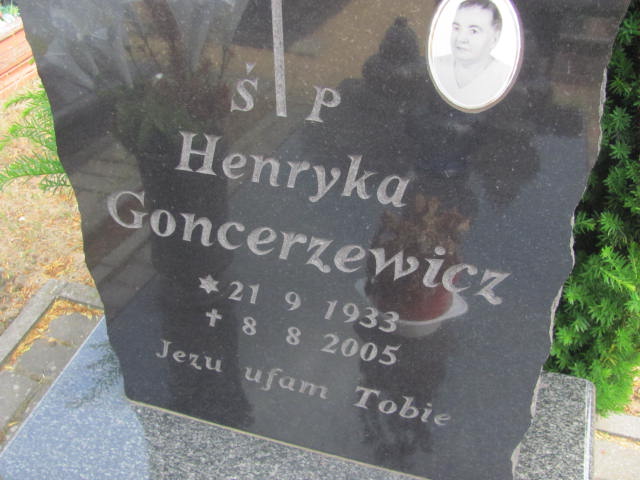 Ś P
Henryka
Goncerzewicz
* 21 9 1933
✝ 8 8 2005
Jezu ufam Tobie